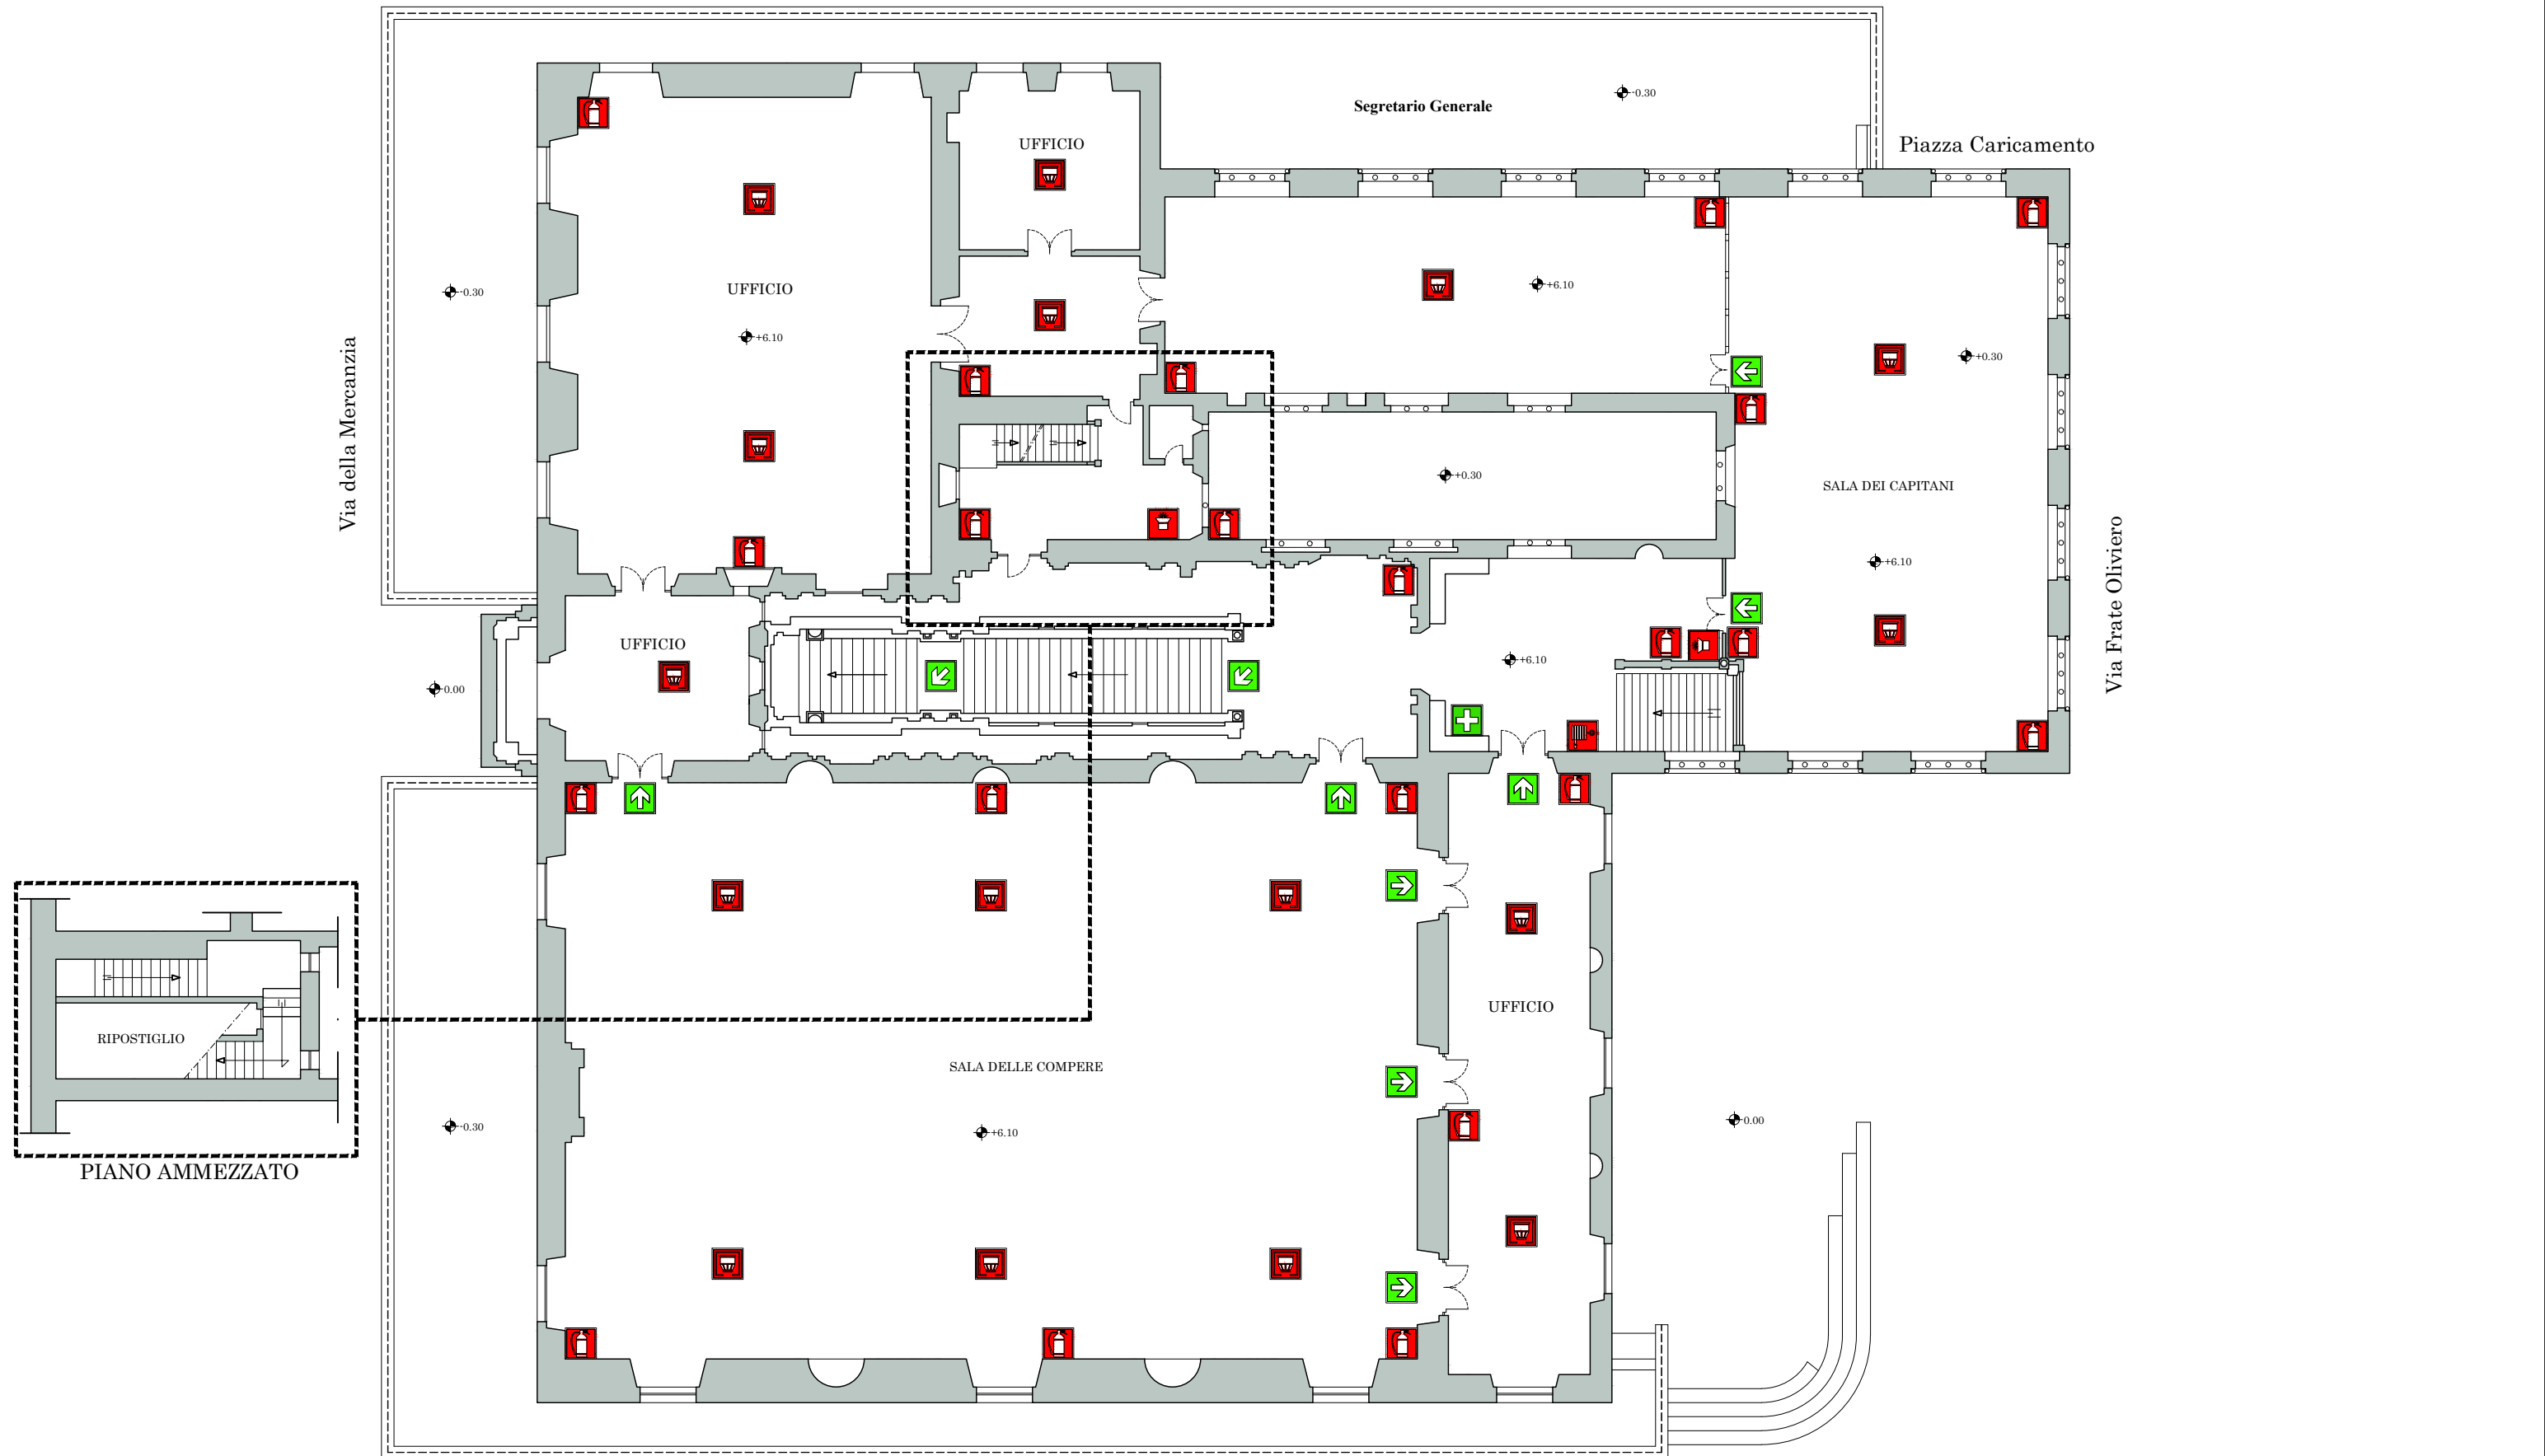 Segretario Generale
-0.30
Piazza Caricamento
UFFICIO
UFFICIO
-0.30
+6.10
+6.10
+0.30
Via della Mercanzia
+0.30
SALA DEI CAPITANI
+6.10
Via Frate Oliviero
UFFICIO
+6.10
0.00
UFFICIO
RIPOSTIGLIO
SALA DELLE COMPERE
-0.30
+6.10
0.00
PIANO AMMEZZATO